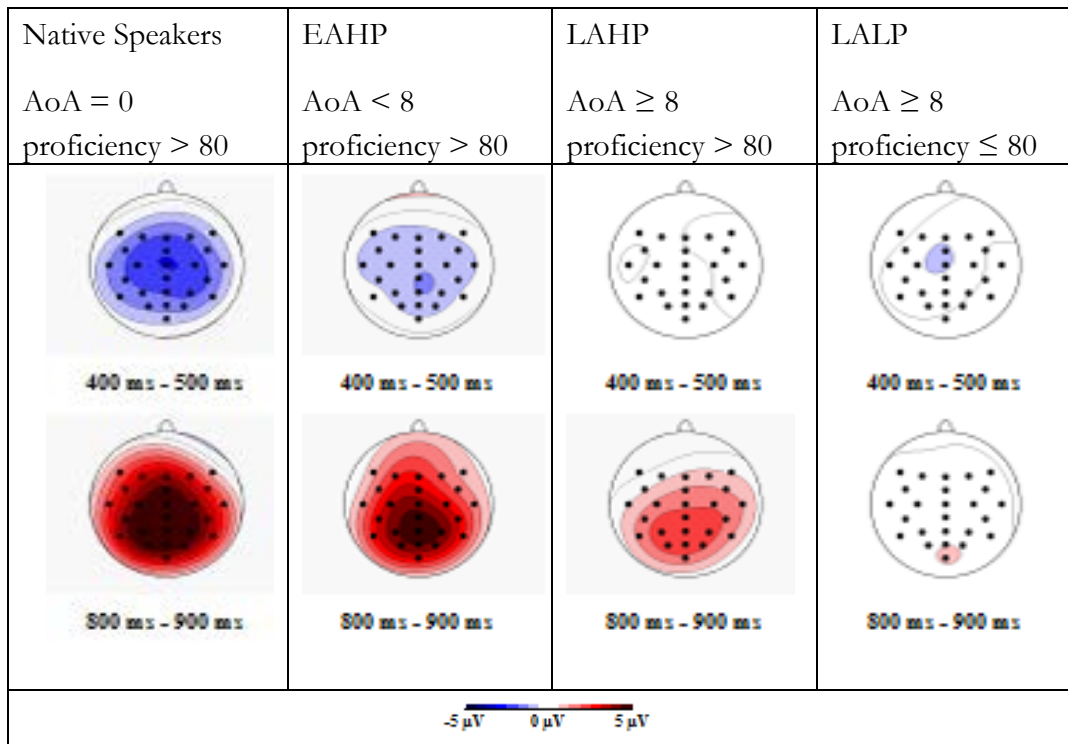 Native Speakers
AoA = 0
proficiency > 80
EAHP
AoA < 8
proficiency > 80
LAHP
AoA ≥ 8
proficiency > 80
LALP
AoA ≥ 8
proficiency ≤ 80
400 ms - 500 ms
400 ms - 500 ms
400 ms - 500 ms
400 ms - 500 ms
800 ms - 900 ms
800 ms - 900 ms
800 ms - 900 ms
800 ms - 900 ms
-5 µV 0 µV 5 µV